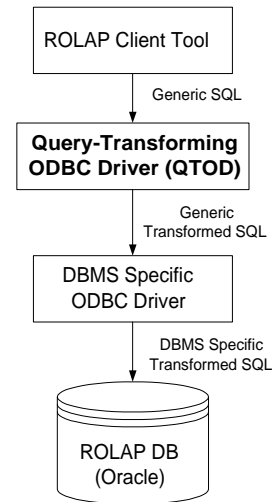 ROLAP Client Tool
Generic SQL
Query-Transforming
ODBC Driver (QTOD)
Generic
Transformed SQL
DBMS Specific
ODBC Driver
DBMS Specific
Transformed SQL
ROLAP DB
(Oracle)